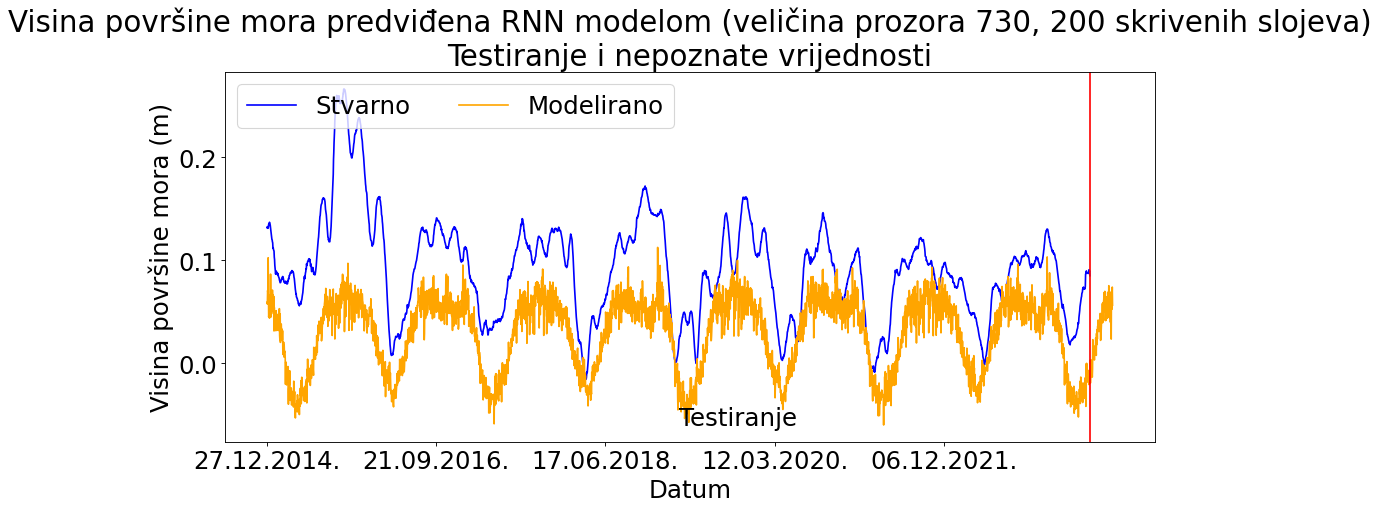 Visina površine mora predviđena RNN modelom (veličina prozora 730, 200 skrivenih slojeva)
Testiranje i nepoznate vrijednosti
Stvarno Modelirano
Visina površine mora (m)
0.2
0.1
0.0
Testiranje
27.12.2014. 21.09.2016. 17.06.2018. 12.03.2020. 06.12.2021.
Datum